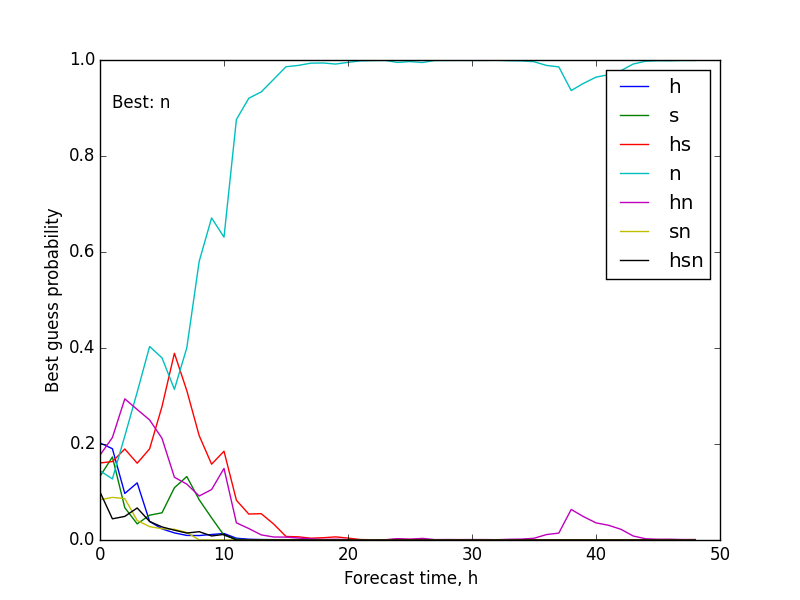 1.0
Best: n
h
s
0.8
hs
n
hn
sn
0.6
hsn
Best guess probability
0.4
0.2
0.0
0 10 20 30 40 50
Forecast time, h